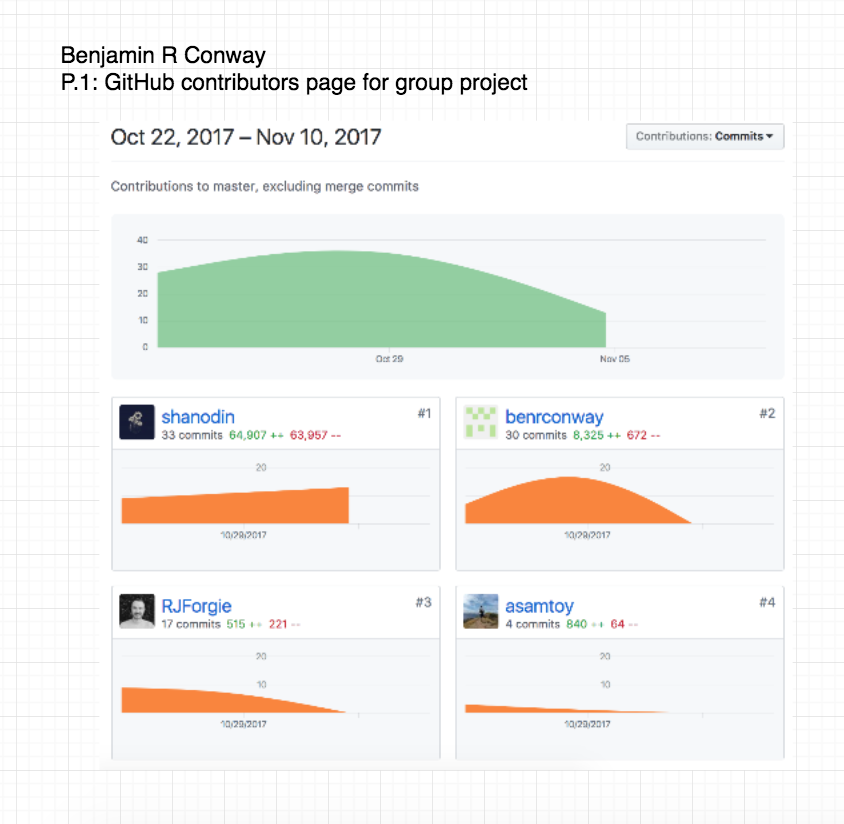 Benjamin R Conway
P.1: GitHub contributors page for group project
Oct 22, 2017 – Nov 10, 2017
Contributions: Commits
Contributions to master, excluding merge commits
40
30
20
10
0
Oct 29
Nov 05
shanodin
#1
33 commits 64,907 ++ 63,957 --
20
10/29/2017
benrconway
#2
30 commits 8,325 ++ 672 --
20
10/29/2017
RJForgie
#3
17 commits 515 ++ 221 --
20
10
10/29/2017
asamtoy
#4
4 commits 840 ++ 64 --
20
10
10/29/2017